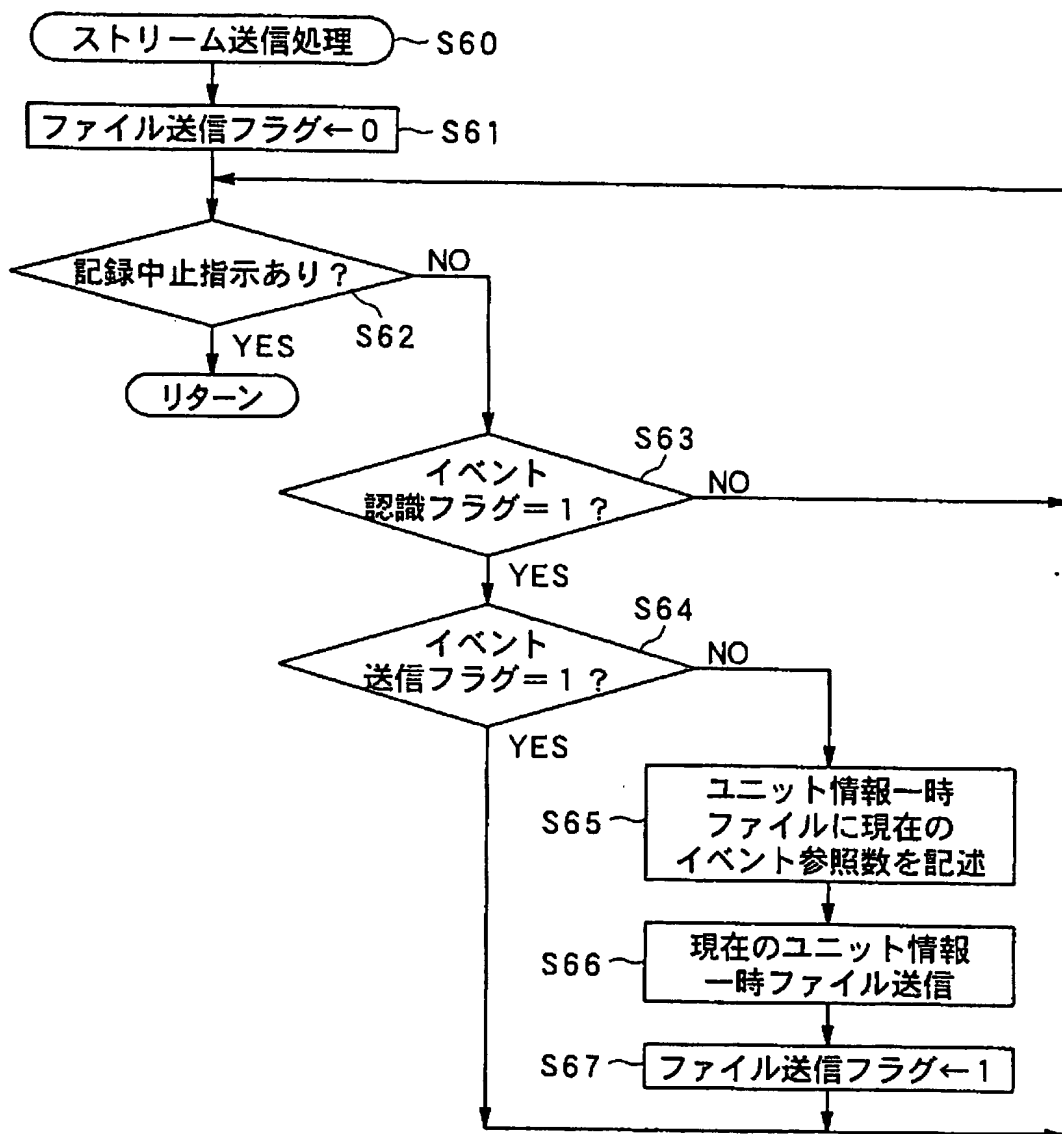 ストリーム送信処理 S60
ファイル送信フラグ←0 S61
記録中止指示あり？ NO
S62
YES
リターン
S63
イベント
認識フラグ＝1？
NO
YES
S64
イベント
送信フラグ＝1？
NO
YES
S65
ユニット情報一時
ファイルに現在の
イベント参照数を記述
S66
現在のユニット情報
一時ファイル送信
S67 ファイル送信フラグ←1